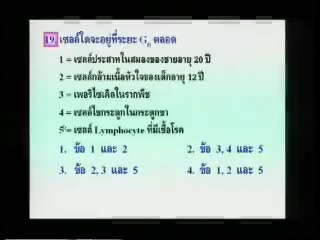 19. เซลล์ใดจะอยู่ที่ระยะ G₀ ตลอด
1 = เซลล์ประสาทในสมองของชายอายุ 20 ปี
2 = เซลล์กล้ามเนื้อหัวใจของเด็กอายุ 12 ปี
3 = เพอริไซเคิลในรากพืช
4 = เซลล์ไขกระดูกในกระดูกขา
5 = เซลล์ Lymphocyte ที่มีเชื้อโรค
1. ข้อ 1 และ 2 2. ข้อ 3, 4 และ 5
3. ข้อ 2, 3 และ 5 4. ข้อ 1, 2 และ 5